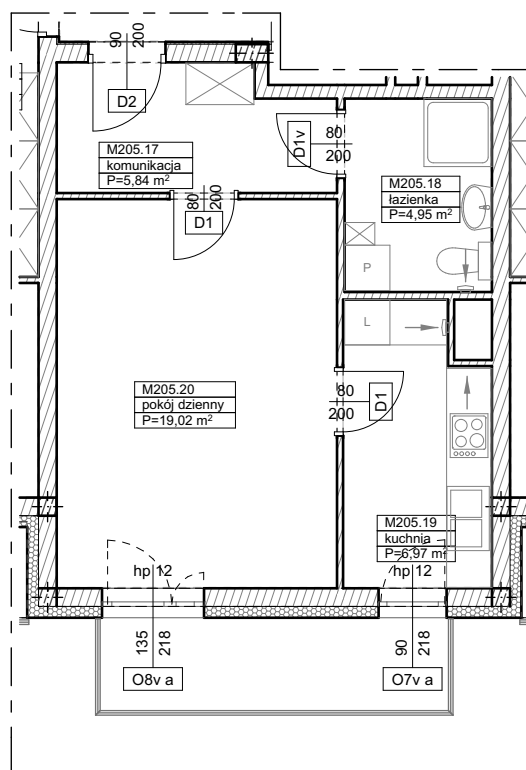 90
200
D2
M205.17
komunikacja
P=5,84 m²
D1v
80
200
M205.18
łazienka
P=4,95 m²
80
200
D1
P
L
M205.20
pokój dzienny
P=19,02 m²
80
200
D1
M205.19
kuchnia
P=6,97 m²
hp 12
hp 12
135
218
90
218
O8v a
O7v a